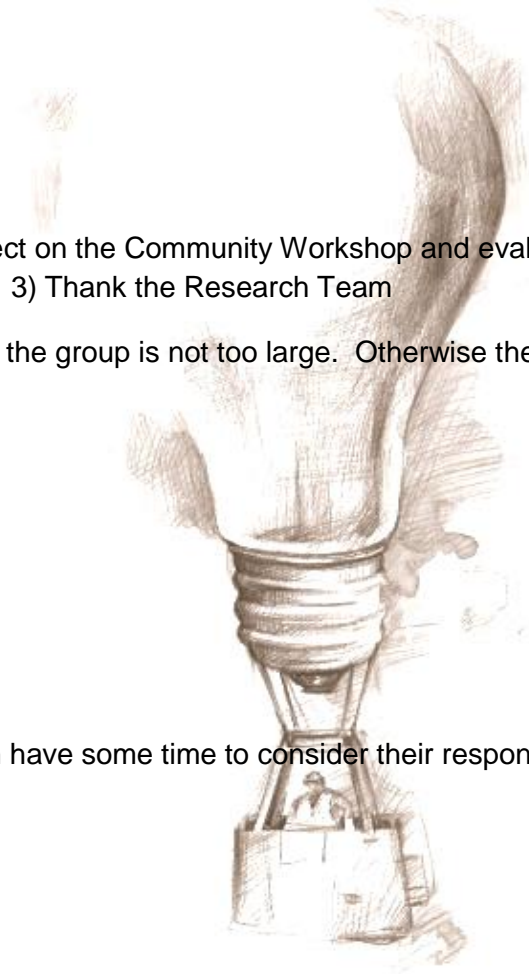 ect on the Community Workshop and eval
3) Thank the Research Team
the group is not too large.  Otherwise the
have some time to consider their respon